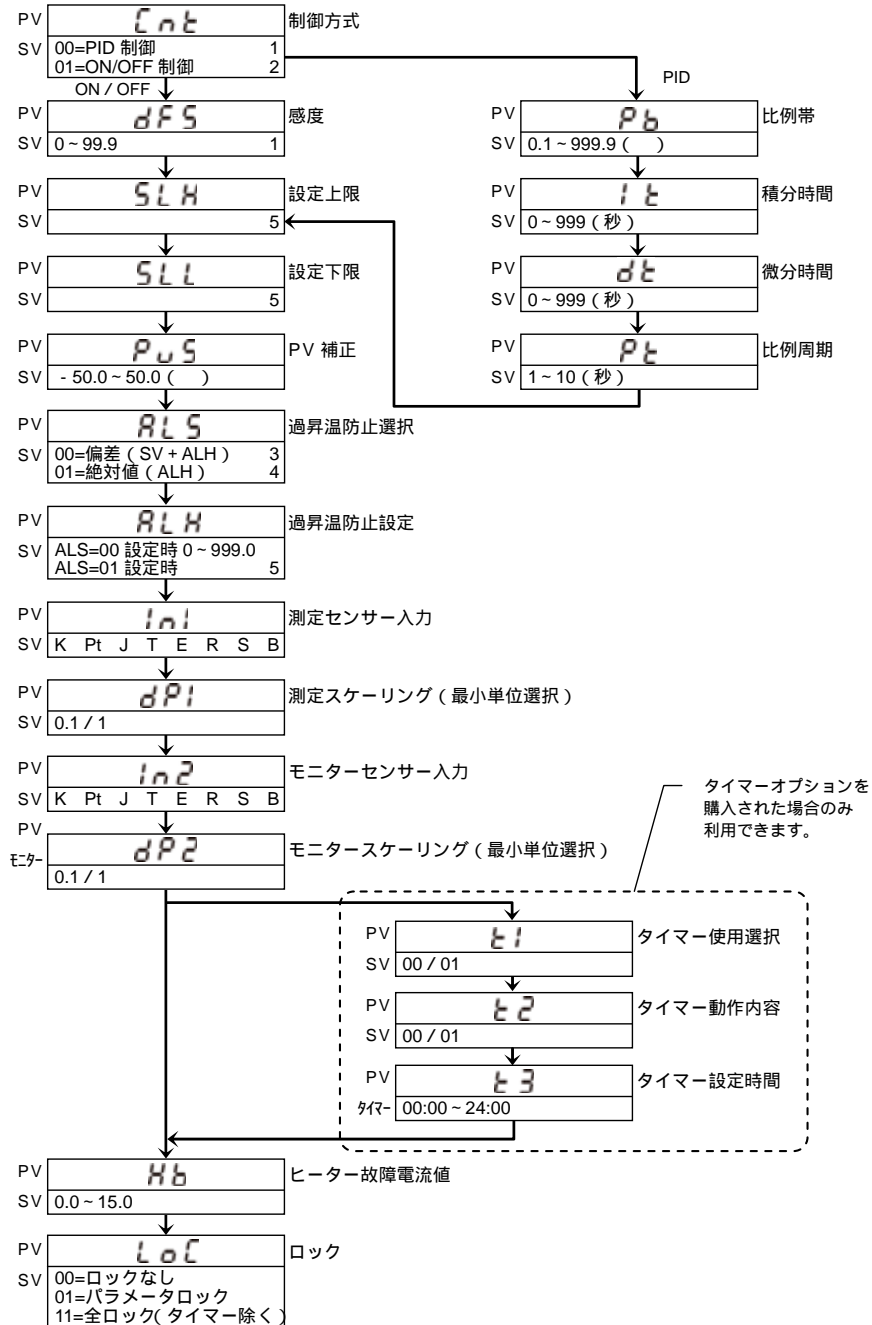 PV Cnt 制御方式
SV 00=PID 制御 1
01=ON/OFF 制御 2
ON / OFF
PID
PV dFS 感度
SV 0 ~ 99.9 1
PV Pb 比例帯
SV 0.1 ~ 999.9 ( )
PV SLH 設定上限
SV 5
PV It 積分時間
SV 0 ~ 999 ( 秒 )
PV SLL 設定下限
SV 5
PV dt 微分時間
SV 0 ~ 999 ( 秒 )
PV PvS PV 補正
SV - 50.0 ~ 50.0 ( )
PV Pt 比例周期
SV 1 ~ 10 ( 秒 )
PV ALS 過昇温防止選択
SV 00=偏差 ( SV + ALH ) 3
01=絶対値 ( ALH ) 4
PV ALH 過昇温防止設定
SV ALS=00 設定時 0 ~ 999.0
ALS=01 設定時 5
PV In1 測定センサー入力
SV K Pt J T E R S B
PV dP1 測定スケーリング ( 最小単位選択 )
SV 0.1 / 1
PV In2 モニターセンサー入力
SV K Pt J T E R S B
PV dP2 モニタースケーリング ( 最小単位選択 )
ﾓﾆﾀｰ 0.1 / 1
タイマーオプションを
購入された場合のみ
利用できます。
PV t1 タイマー使用選択
SV 00 / 01
PV t2 タイマー動作内容
SV 00 / 01
PV t3 タイマー設定時間
ﾀｲﾏｰ 00:00 ~ 24:00
PV Hb ヒーター故障電流値
SV 0.0 ~ 15.0
PV LoC ロック
SV 00=ロックなし
01=パラメータロック
11=全ロック( タイマー除く )